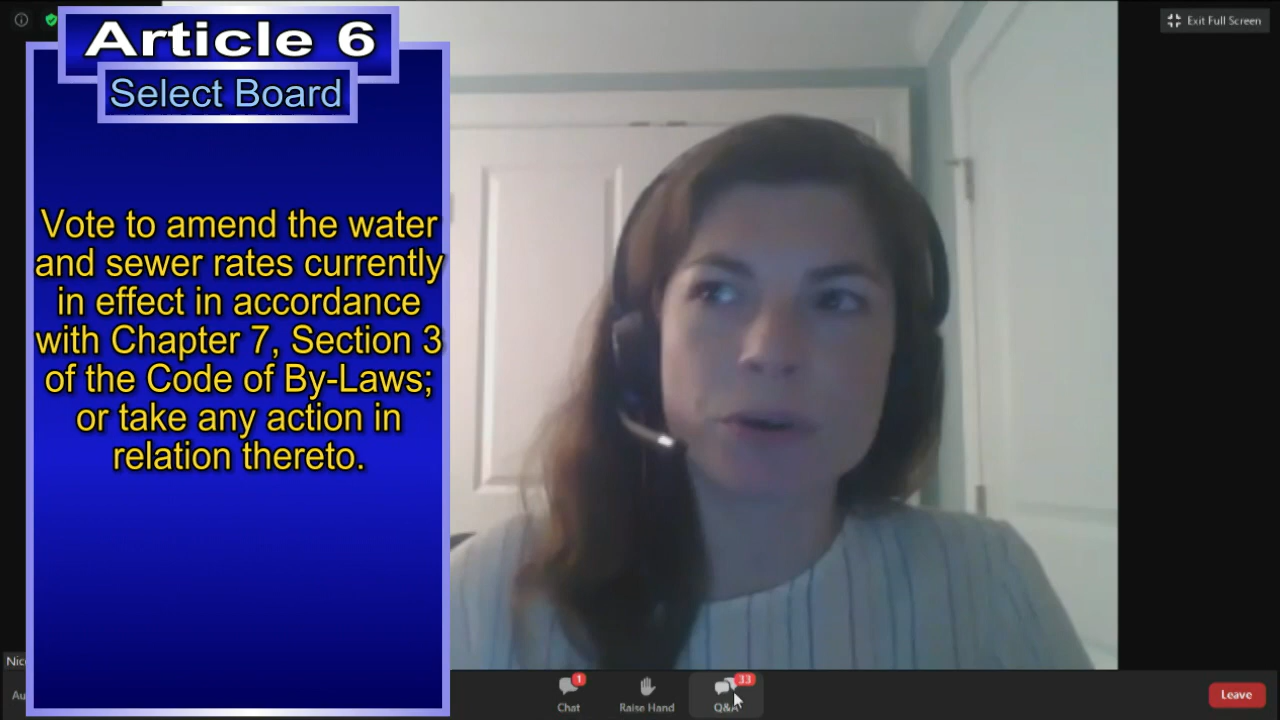 Exit Full Screen
Article 6
Select Board
Vote to amend the water
and sewer rates currently
in effect in accordance
with Chapter 7, Section 3
of the Code of By-Laws;
or take any action in
relation thereto.
1
33
Chat
Raise Hand
Q&A
Leave